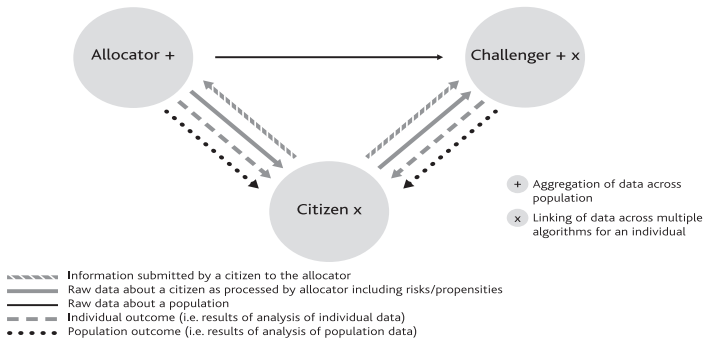 Allocator +
Challenger + x
Citizen x
+ Aggregation of data across
population
x Linking of data across multiple
algorithms for an individual
Information submitted by a citizen to the allocator
Raw data about a citizen as processed by allocator including risks/propensities
Raw data about a population
Individual outcome (i.e. results of analysis of individual data)
Population outcome (i.e. results of analysis of population data)